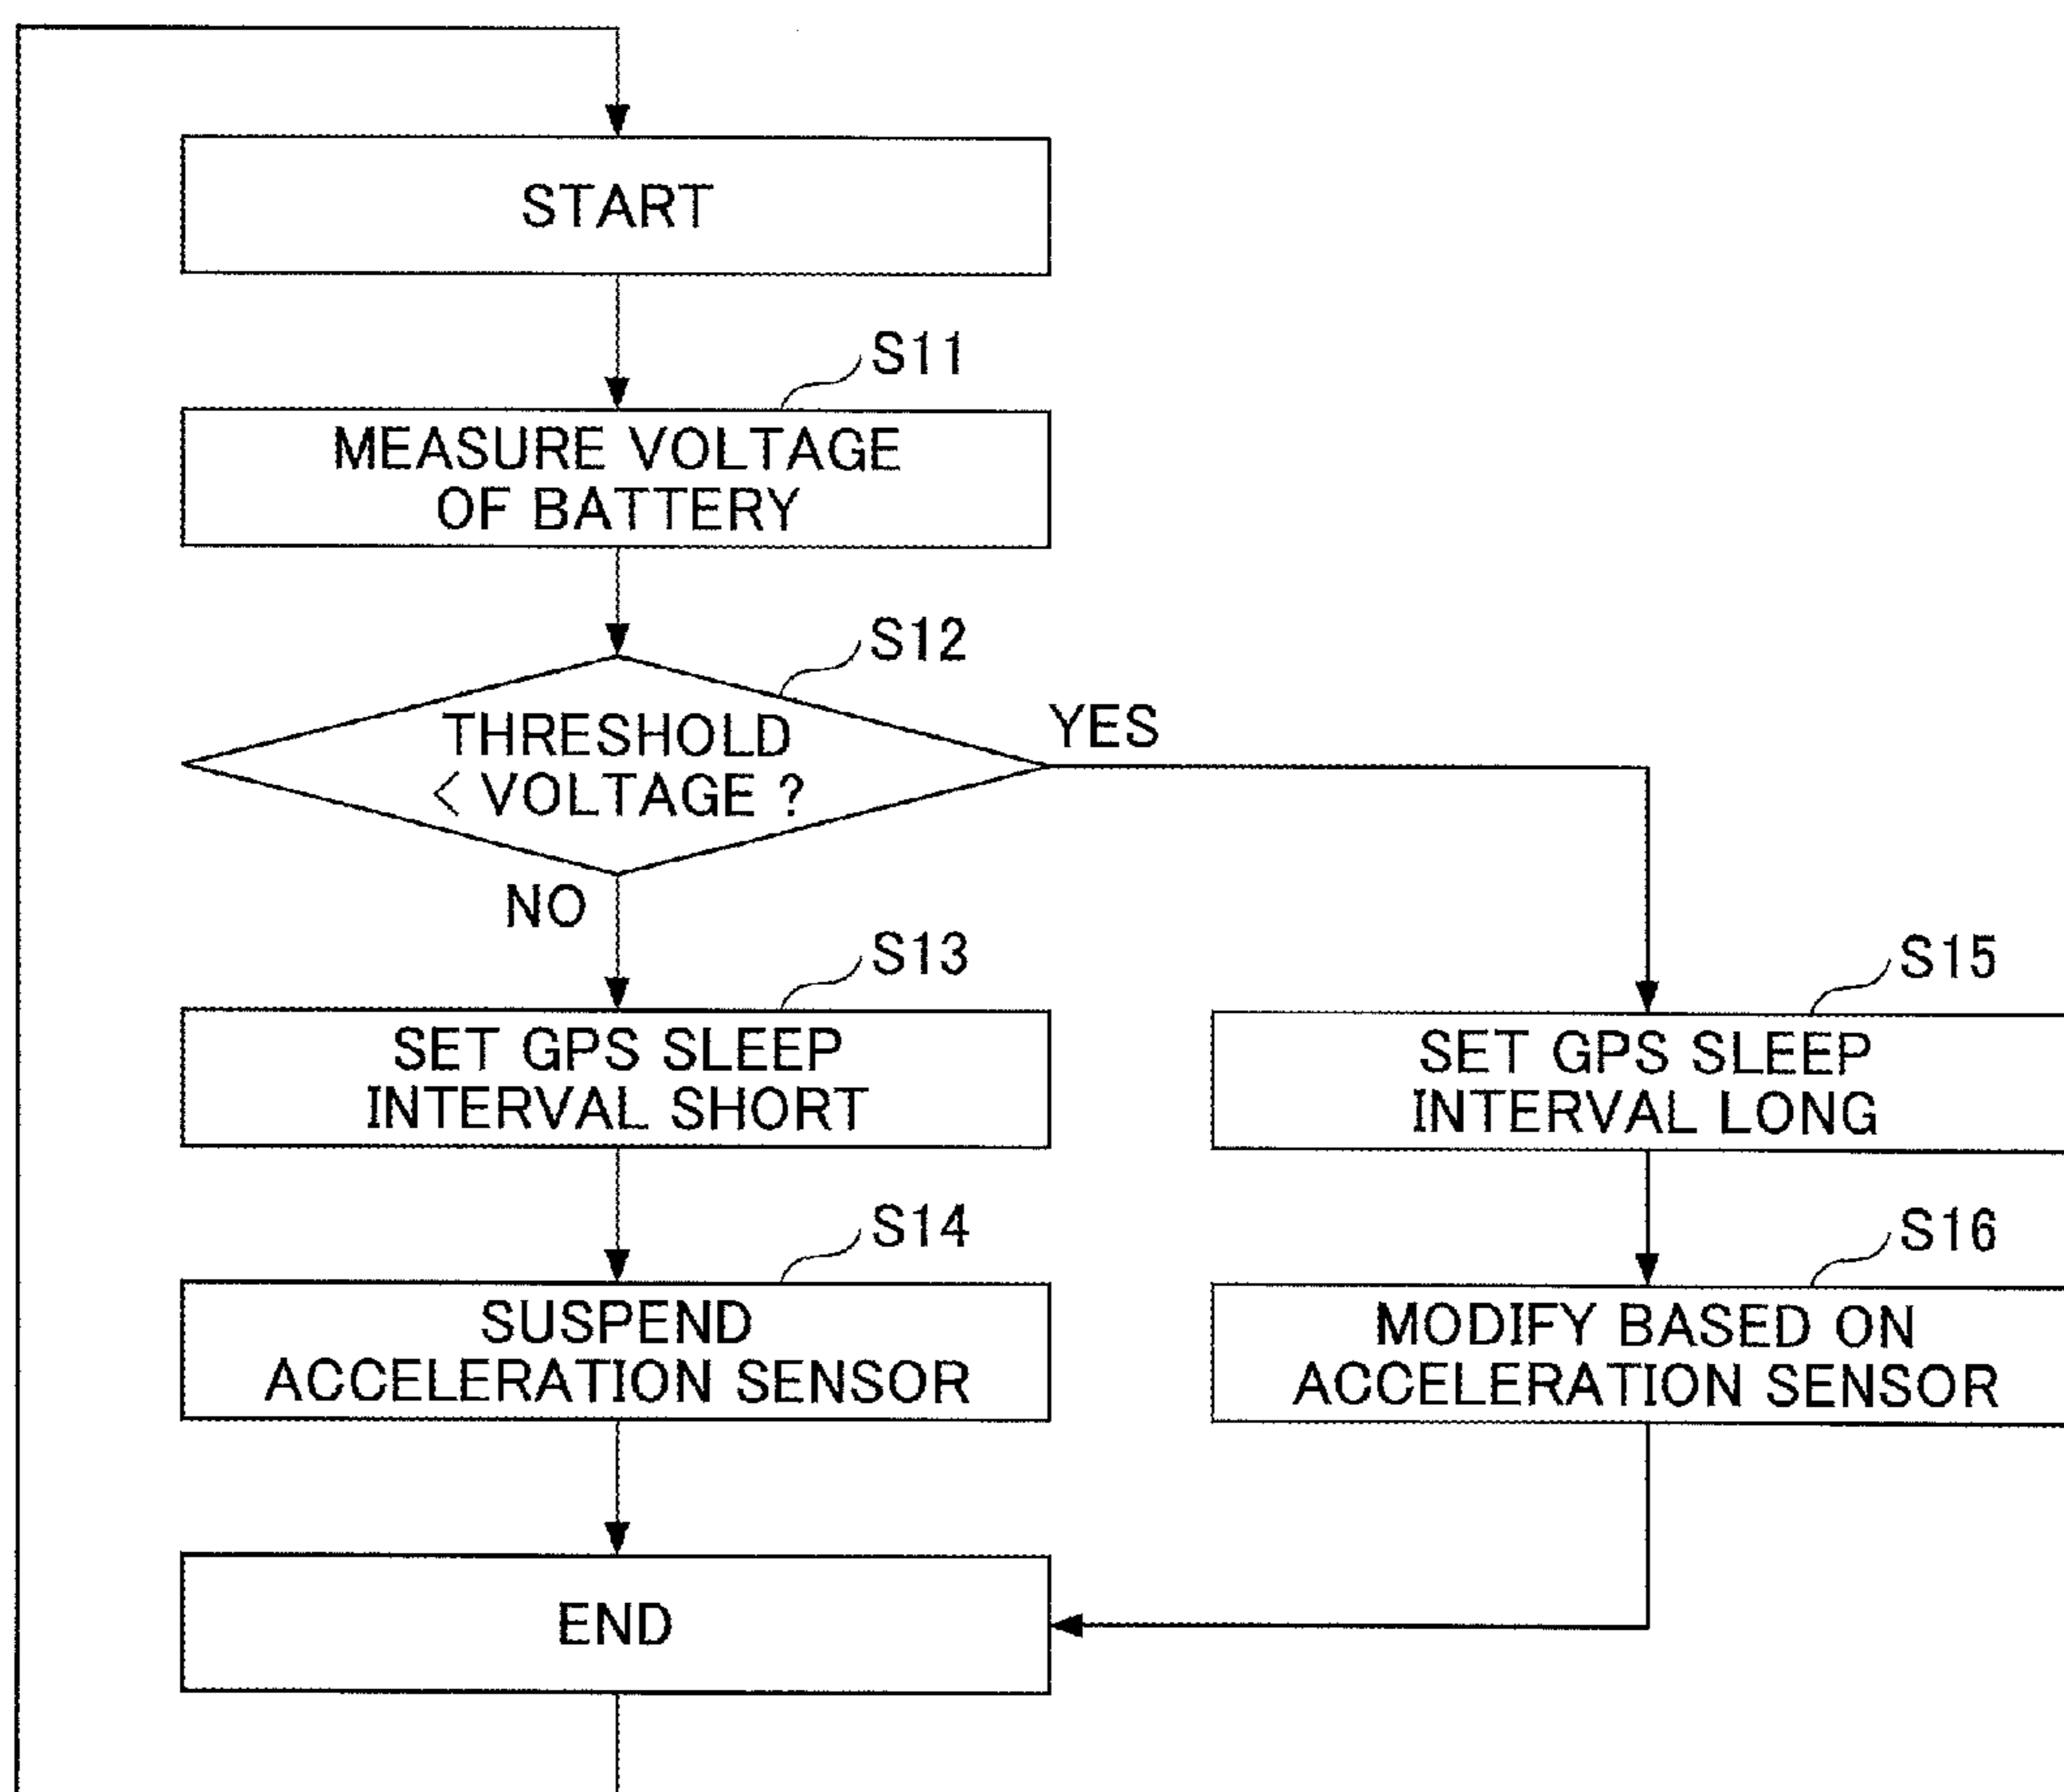 START
S11
MEASURE VOLTAGE
OF BATTERY
S12
THRESHOLD
< VOLTAGE ?
YES
NO
S13
SET GPS SLEEP
INTERVAL SHORT
S15
SET GPS SLEEP
INTERVAL LONG
S14
SUSPEND
ACCELERATION SENSOR
S16
MODIFY BASED ON
ACCELERATION SENSOR
END